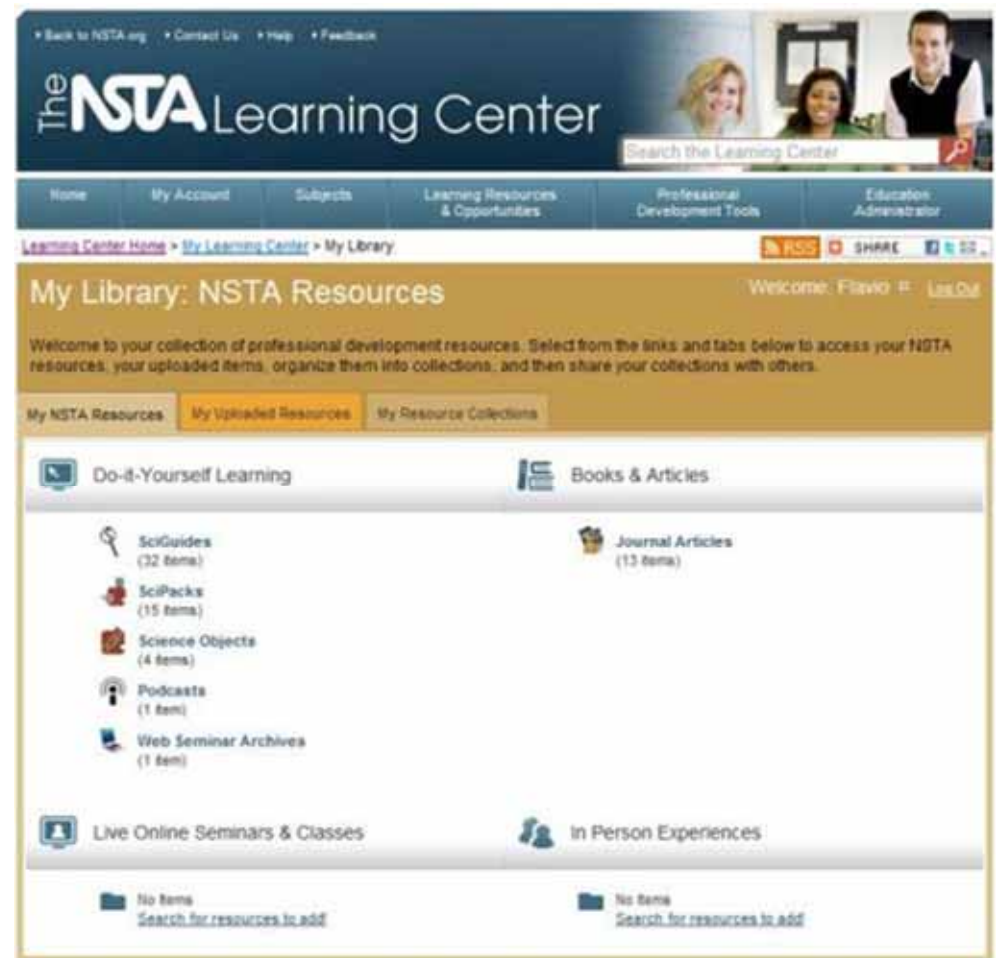 Back to NSTA.org Contact Us Help Feedback
The NSTA Learning Center
Search the Learning Center
Home My Account Subjects Learning Resources & Opportunities Professional Development Tools Education Administrator
Learning Center Home > My Learning Center > My Library
RSS SHARE
My Library: NSTA Resources
Welcome, Flavio Log Out
Welcome to your collection of professional development resources. Select from the links and tabs below to access your NSTA
resources, your uploaded items, organize them into collections, and then share your collections with others.
My NSTA Resources My Uploaded Resources My Resource Collections
Do-it-Yourself Learning
SciGuides
(32 items)
SciPacks
(15 items)
Science Objects
(4 items)
Podcasts
(1 item)
Web Seminar Archives
(1 item)
Books & Articles
Journal Articles
(13 items)
Live Online Seminars & Classes
No Items
Search for resources to add!
In Person Experiences
No Items
Search for resources to add!